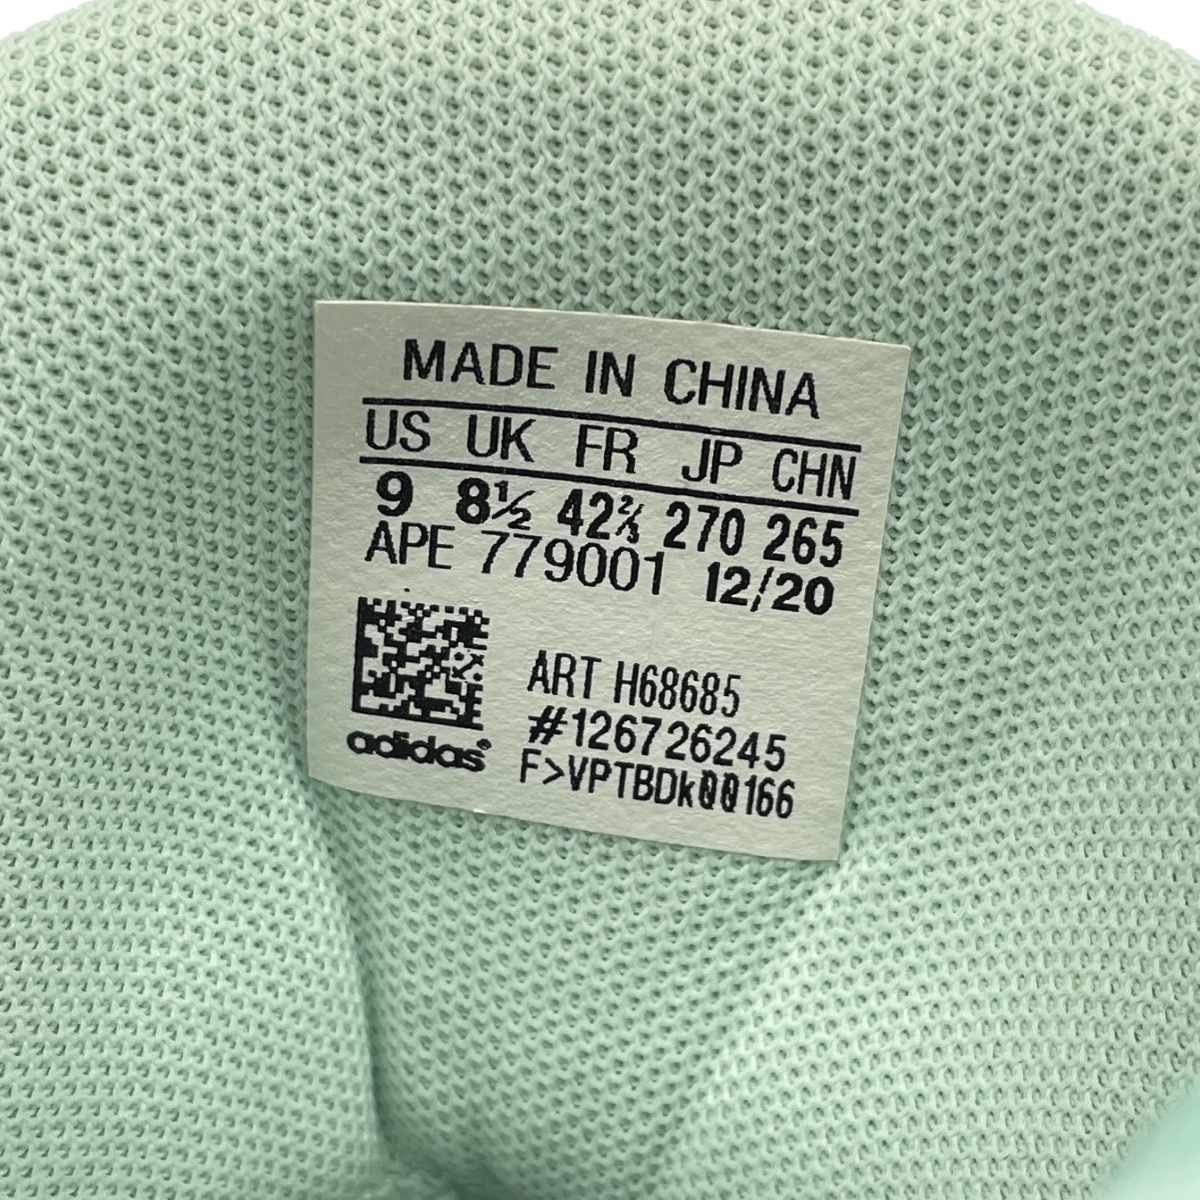 MADE IN CHINA
US UK FR JP CHN
9 8½ 42⅔ 270 265
APE 779001 12/20
ART H68685
#126726245
F>VPTBDk00166
adidas®